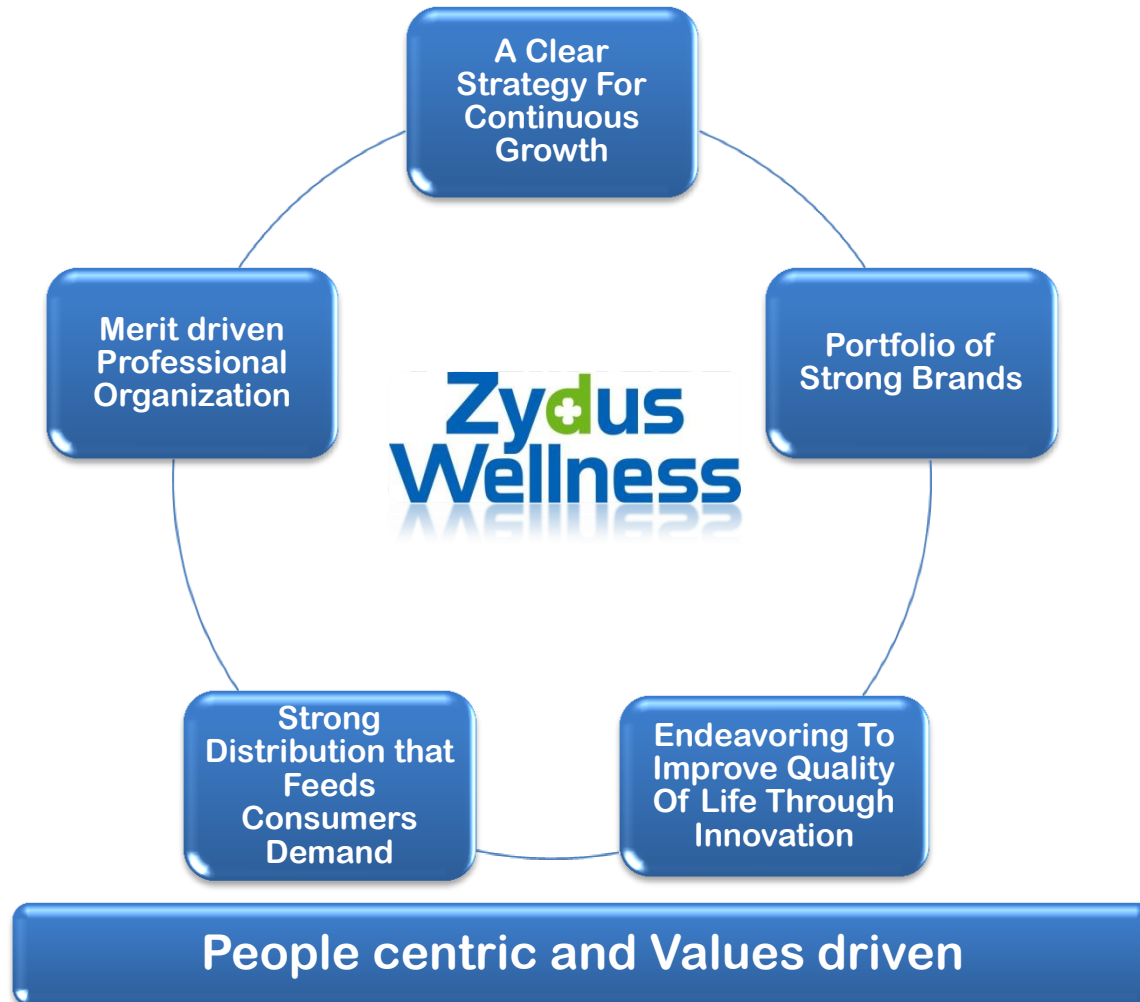 A Clear
Strategy For
Continuous
Growth
Merit driven
Professional
Organization
Portfolio of
Strong Brands
Zydus
Wellness
Strong
Distribution that
Feeds
Consumers
Demand
Endeavoring To
Improve Quality
Of Life Through
Innovation
People centric and Values driven